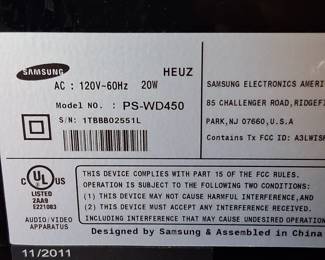 SAMSUNG
HEUZ
AC : 120V~60Hz 20W
Model NO. : PS-WD450
S/N: 1TBBB02551L
SAMSUNG ELECTRONICS AMERI
85 CHALLENGER ROAD, RIDGEFI
PARK, NJ 07660, U.S.A
Contains Tx FCC ID: A3LWIS
C UL US
LISTED
2AA9
E221083
AUDIO/VIDEO
APPARATUS
THIS DEVICE COMPLIES WITH PART 15 OF THE FCC RULES.
OPERATION IS SUBJECT TO THE FOLLOWING TWO CONDITIONS:
(1) THIS DEVICE MAY NOT CAUSE HARMFUL INTERFERENCE, AND
(2) THIS DEVICE MUST ACCEPT ANY INTERFERENCE RECEIVED,
INCLUDING INTERFERENCE THAT MAY CAUSE UNDESIRED OPERATION
Designed by Samsung & Assembled in China
11/2011